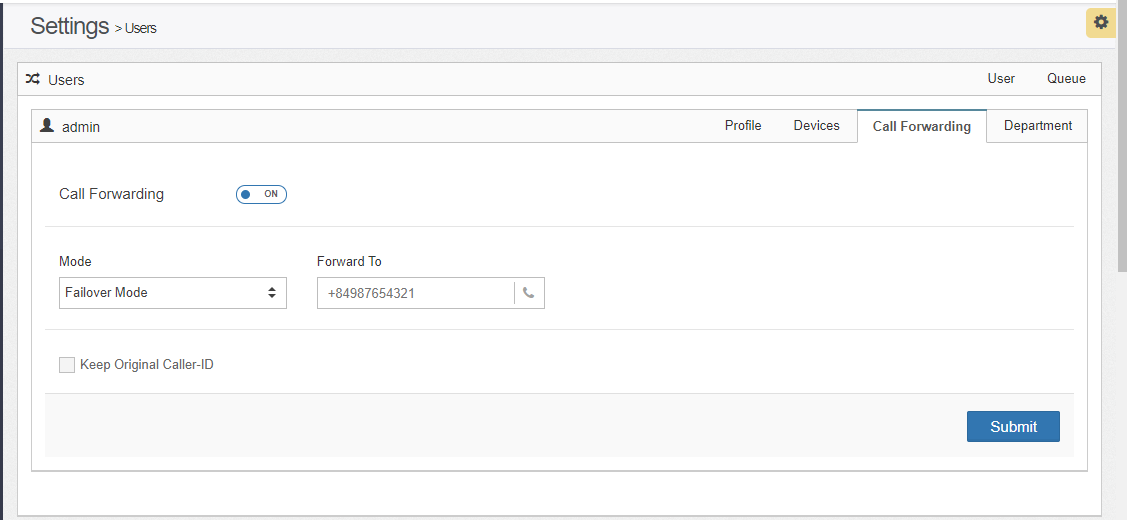 Settings > Users
Users User Queue
admin Profile Devices Call Forwarding Department
Call Forwarding ON
Mode Forward To
Failover Mode +84987654321
Keep Original Caller-ID
Submit